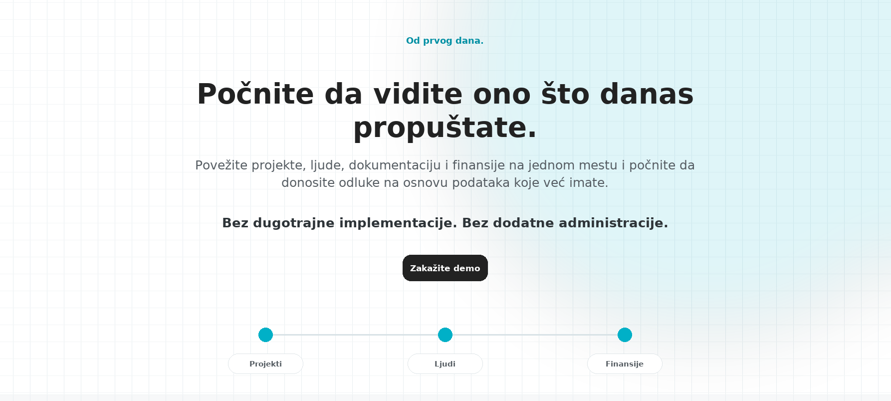 Od prvog dana.
Počnite da vidite ono što danas
propuštate.
Povežite projekte, ljude, dokumentaciju i finansije na jednom mestu i počnite da
donosite odluke na osnovu podataka koje već imate.
Bez dugotrajne implementacije. Bez dodatne administracije.
Zakažite demo
Projekti
Ljudi
Finansije